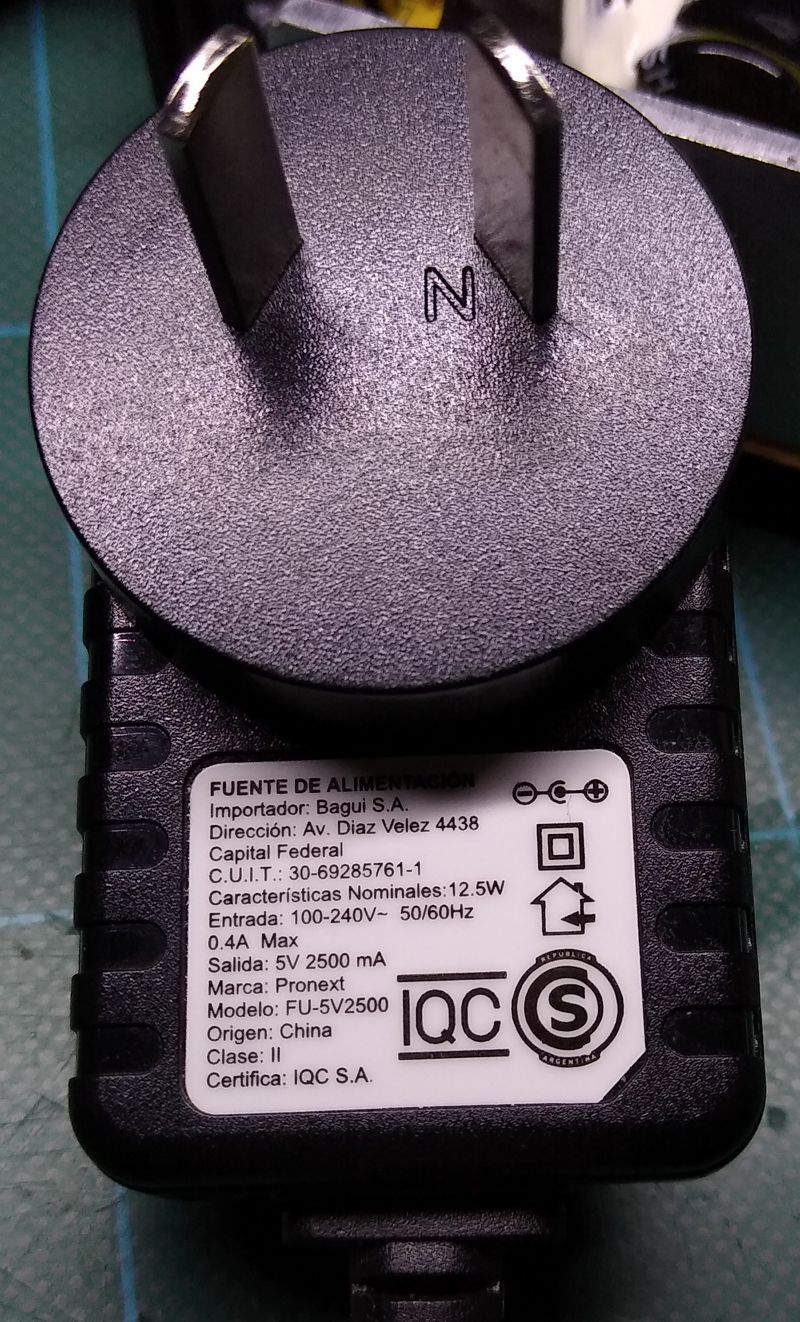 N
FUENTE DE ALIMENTACIÓN
Importador: Bagui S.A.
Dirección: Av. Diaz Velez 4438
Capital Federal
C.U.I.T.: 30-69285761-1
Características Nominales:12.5W
Entrada: 100-240V~ 50/60Hz
0.4A Max
Salida: 5V 2500 mA
Marca: Pronext
Modelo: FU-5V2500
Origen: China
Clase: II
Certifica: IQC S.A.
IQC
REPUBLICA
S
ARGENTINA